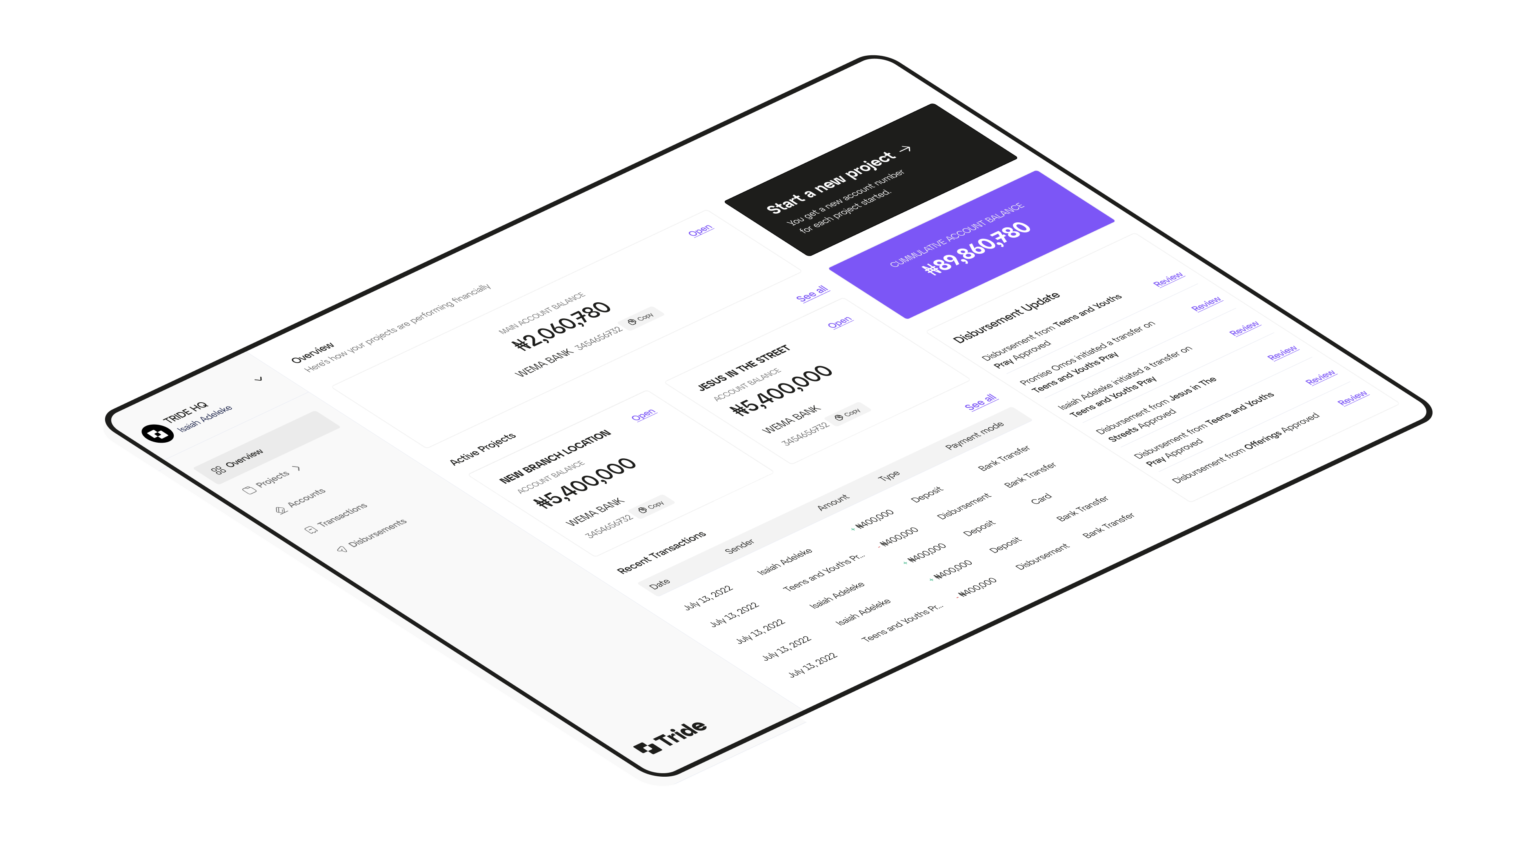 TRIDE HQ
Isaiah Adeleke
Overview
Projects
Accounts
Transactions
Disbursements
Tride
Overview
Here's how your projects are performing financially
Open
MAIN ACCOUNT BALANCE
₦2,060,780
WEMA BANK 3454656732 Copy
Active Projects
See all
Open
NEW BRANCH LOCATION
ACCOUNT BALANCE
₦5,400,000
WEMA BANK
3454656732 Copy
Open
JESUS IN THE STREET
ACCOUNT BALANCE
₦5,400,000
WEMA BANK
3454656732 Copy
Recent Transactions
See all
Date Sender Amount Type Payment mode
July 13, 2022 Isaiah Adeleke + ₦400,000 Deposit Bank Transfer
July 13, 2022 Teens and Youths Pr... - ₦400,000 Disbursement Bank Transfer
July 13, 2022 Isaiah Adeleke + ₦400,000 Deposit Card
July 13, 2022 Isaiah Adeleke + ₦400,000 Deposit Bank Transfer
July 13, 2022 Teens and Youths Pr... - ₦400,000 Disbursement Bank Transfer
Start a new project →
You get a new account number
for each project started.
CUMMULATIVE ACCOUNT BALANCE
₦89,860,780
Disbursement Update
Disbursement from Teens and Youths
Pray Approved
Review
Promise Omos initiated a transfer on
Teens and Youths Pray
Review
Isaiah Adeleke initiated a transfer on
Teens and Youths Pray
Review
Disbursement from Jesus in The
Streets Approved
Review
Disbursement from Teens and Youths
Pray Approved
Review
Disbursement from Offerings Approved
Review